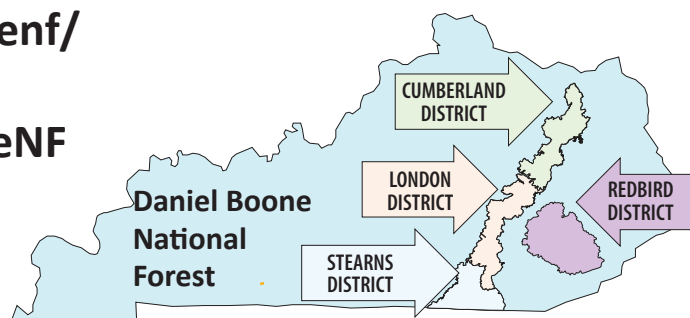 enf/
eNF
Daniel Boone
National
Forest
CUMBERLAND
DISTRICT
LONDON
DISTRICT
REDBIRD
DISTRICT
STEARNS
DISTRICT